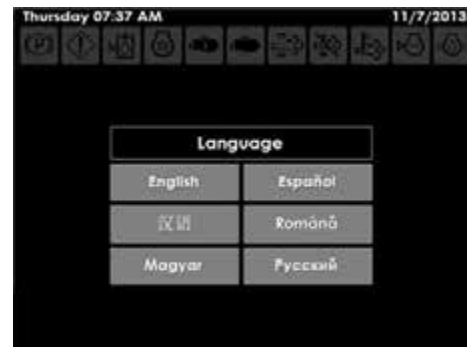 Thursday 07:37 AM 11/7/2013
Language
English Español
汉语 Română
Magyar Русский